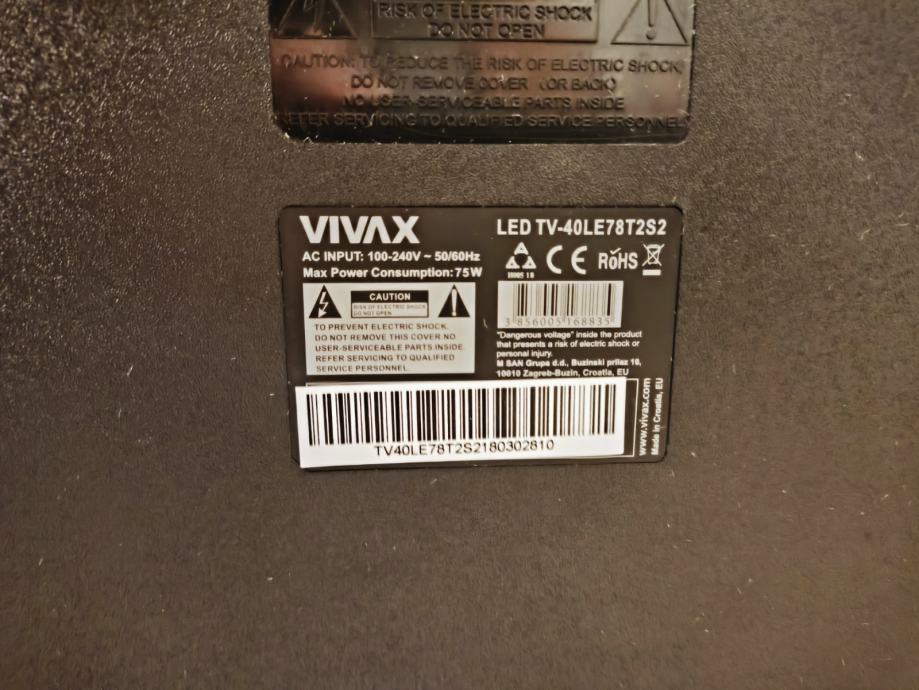 RISK OF ELECTRIC SHOCK
DO NOT OPEN
CAUTION: TO REDUCE THE RISK OF ELECTRIC SHOCK,
DO NOT REMOVE COVER (OR BACK)
NO USER-SERVICEABLE PARTS INSIDE
REFER SERVICING TO QUALIFIED SERVICE PERSONNEL
VIVAX
AC INPUT: 100-240V ~ 50/60Hz
Max Power Consumption: 75W
CAUTION
RISK OF ELECTRIC SHOCK
DO NOT OPEN
TO PREVENT ELECTRIC SHOCK,
DO NOT REMOVE THIS COVER.NO
USER-SERVICEABLE PARTS INSIDE.
REFER SERVICING TO QUALIFIED
SERVICE PERSONNEL.
LED TV-40LE78T2S2
CE RoHS
3 856005 168835
"Dangerous voltage" inside the product
that presents a risk of electric shock or
personal injury.
M SAN Grupa d.d., Buzinski prilaz 10,
10010 Zagreb-Buzin, Croatia, EU
TV40LE78T2S2180302810
www.vivax.com
Made in Croatia, EU